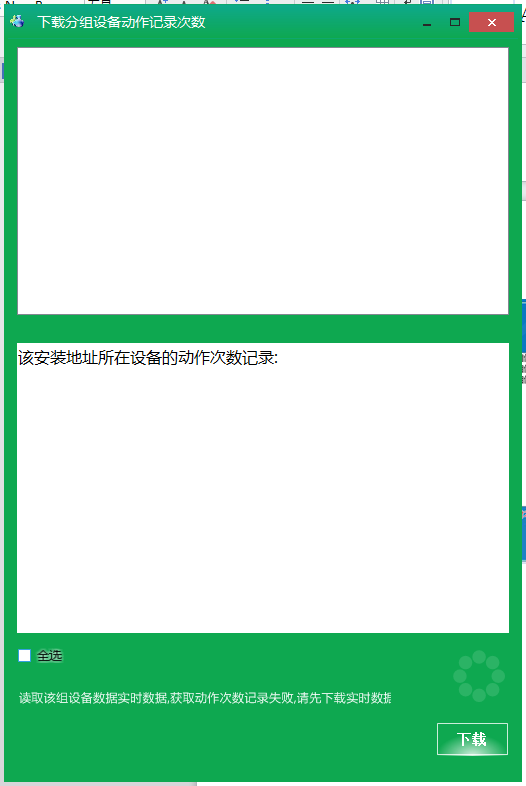 下载分组设备动作记录次数
该安装地址所在设备的动作次数记录:
全选
读取该组设备数据实时数据,获取动作次数记录失败,请先下载实时数据
下载